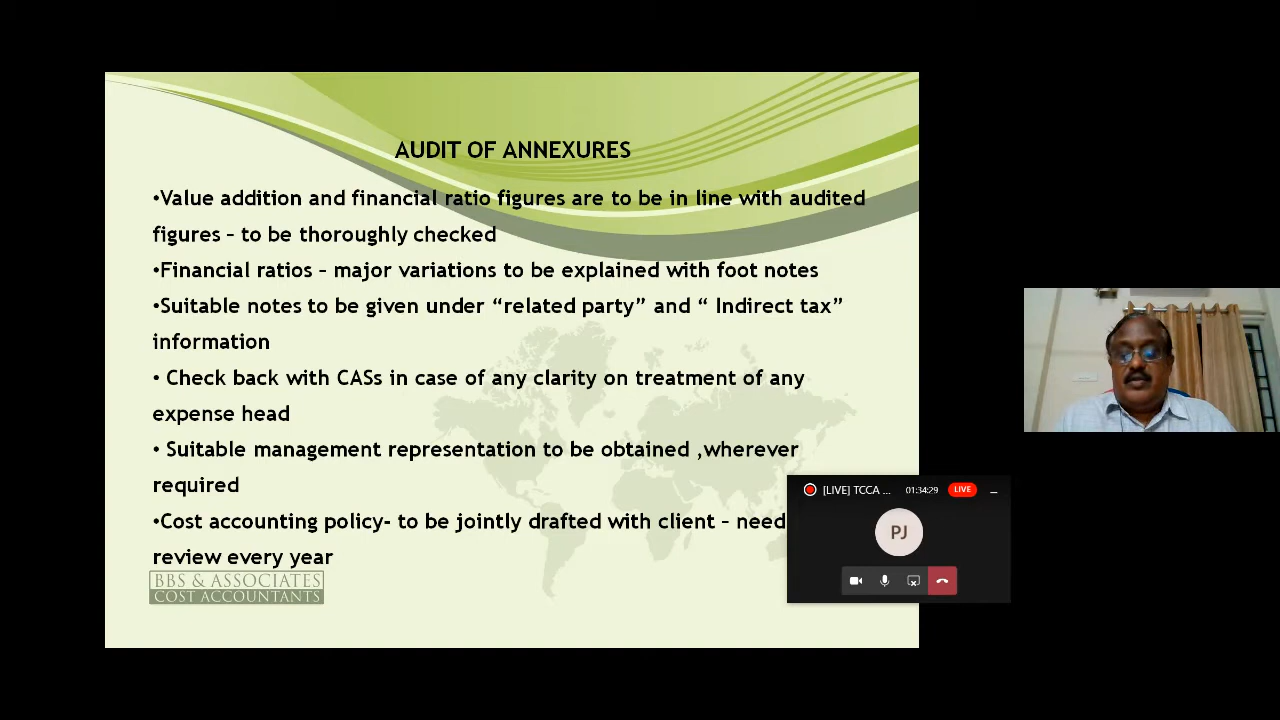 AUDIT OF ANNEXURES
•Value addition and financial ratio figures are to be in line with audited
figures – to be thoroughly checked
•Financial ratios – major variations to be explained with foot notes
•Suitable notes to be given under “related party” and “ Indirect tax”
information
• Check back with CASs in case of any clarity on treatment of any
expense head
• Suitable management representation to be obtained ,wherever
required
•Cost accounting policy- to be jointly drafted with client – need
review every year
BBS & ASSOCIATES
COST ACCOUNTANTS
[LIVE] TCCA ... 01:34:29 LIVE
PJ